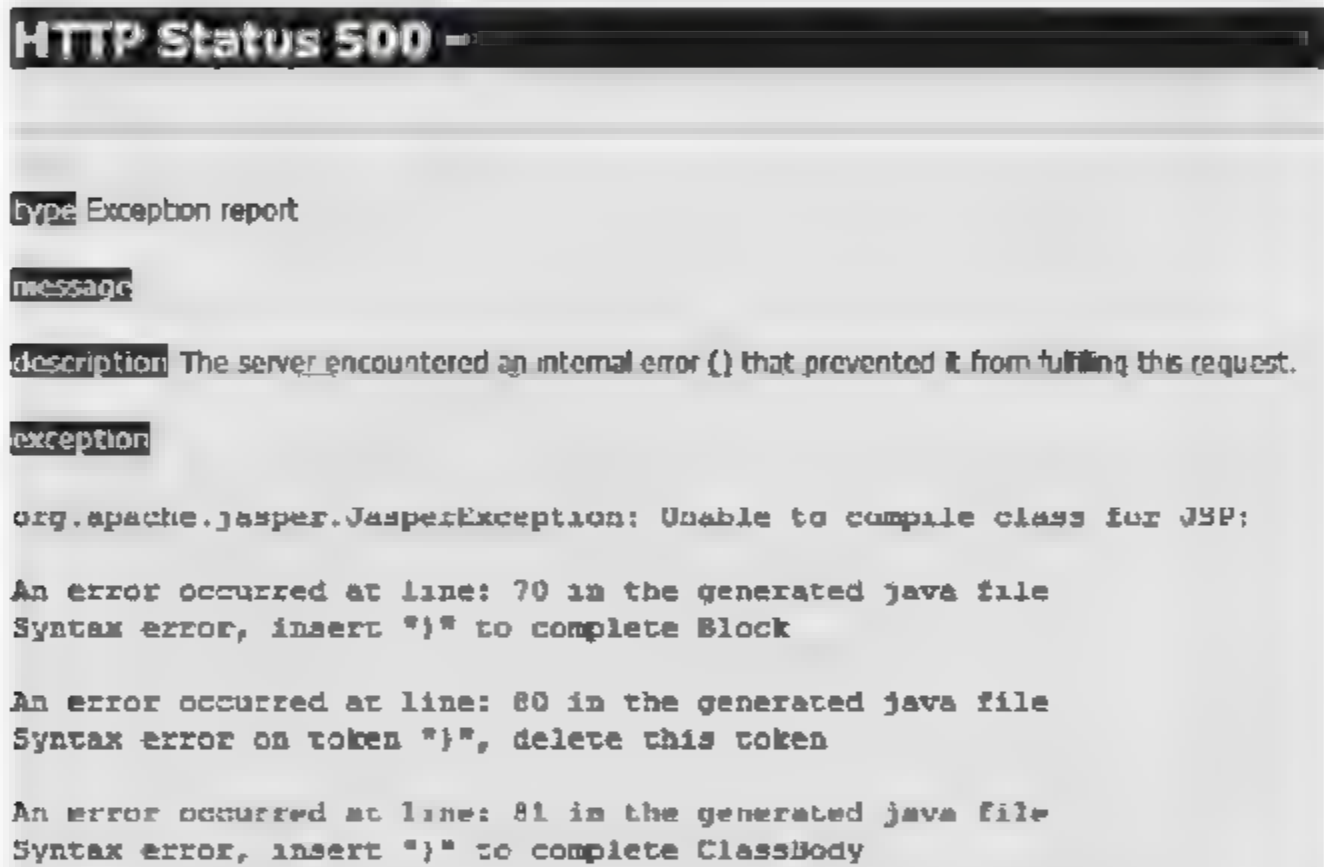 HTTP Status 500 -
type Exception report
message
description The server encountered an internal error () that prevented it from fulfilling this request.
exception
org.apache.jasper.JasperException: Unable to compile class for JSP:
An error occurred at line: 70 in the generated java file
Syntax error, insert "}" to complete Block
An error occurred at line: 80 in the generated java file
Syntax error on token "}", delete this token
An error occurred at line: 81 in the generated java file
Syntax error, insert "}" to complete ClassBody